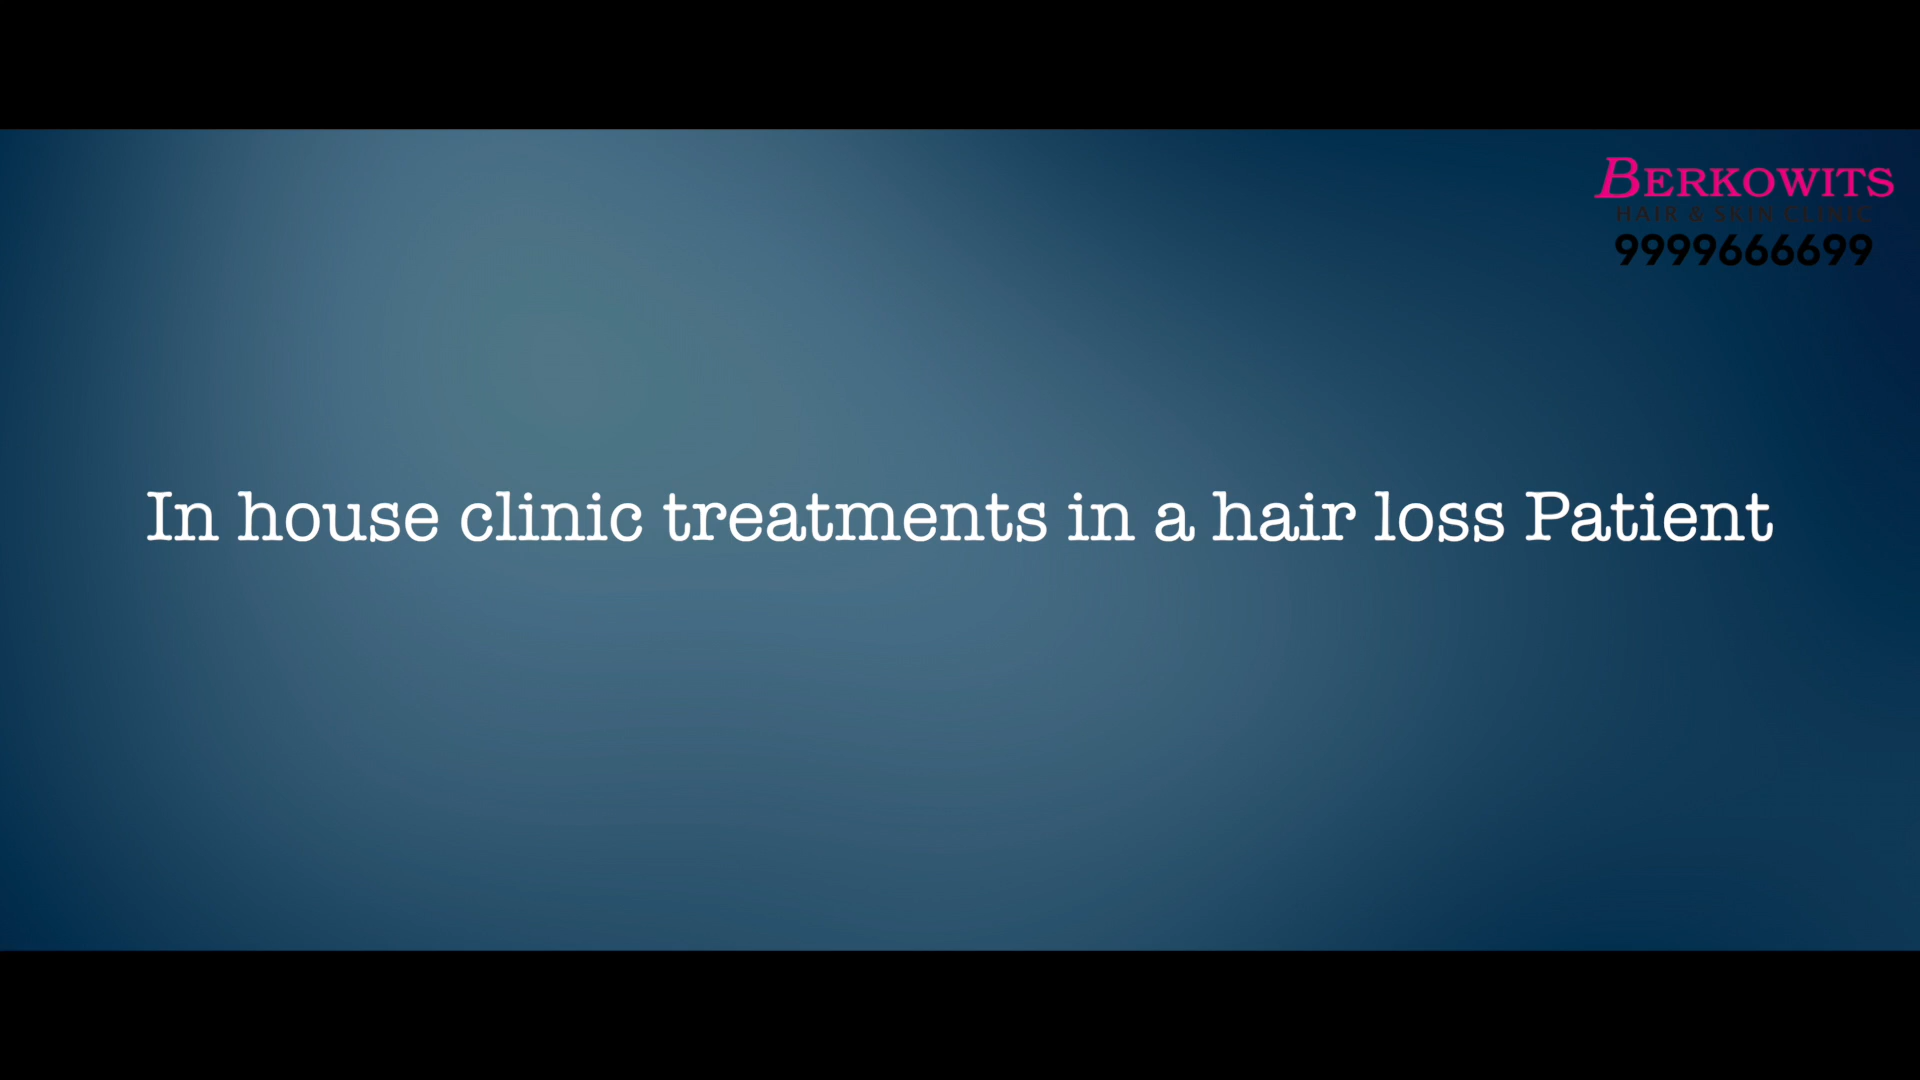 BERKOWITS
HAIR & SKIN CLINIC
9999666699
In house clinic treatments in a hair loss Patient